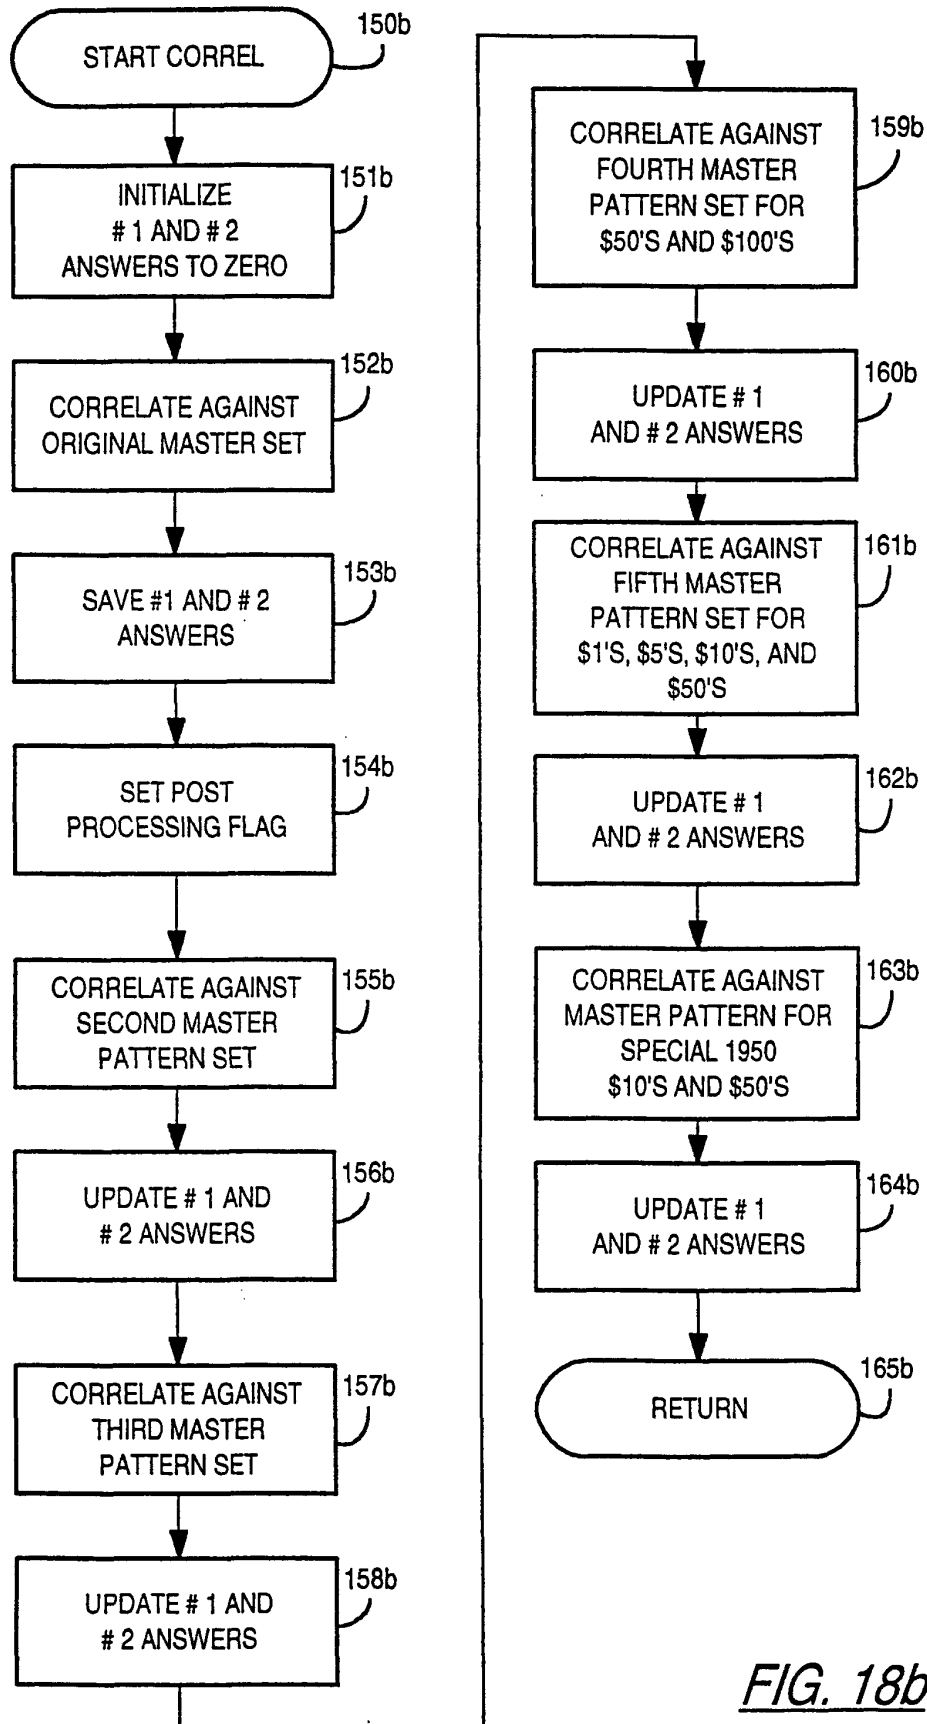 START CORREL
150b
INITIALIZE
# 1 AND # 2
ANSWERS TO ZERO
151b
CORRELATE AGAINST
ORIGINAL MASTER SET
152b
SAVE #1 AND # 2
ANSWERS
153b
SET POST
PROCESSING FLAG
154b
CORRELATE AGAINST
SECOND MASTER
PATTERN SET
155b
UPDATE # 1 AND
# 2 ANSWERS
156b
CORRELATE AGAINST
THIRD MASTER
PATTERN SET
157b
UPDATE # 1 AND
# 2 ANSWERS
158b
CORRELATE AGAINST
FOURTH MASTER
PATTERN SET FOR
$50'S AND $100'S
159b
UPDATE # 1
AND # 2 ANSWERS
160b
CORRELATE AGAINST
FIFTH MASTER
PATTERN SET FOR
$1'S, $5'S, $10'S, AND
$50'S
161b
UPDATE # 1
AND # 2 ANSWERS
162b
CORRELATE AGAINST
MASTER PATTERN FOR
SPECIAL 1950
$10'S AND $50'S
163b
UPDATE # 1
AND # 2 ANSWERS
164b
RETURN
165b
FIG. 18b